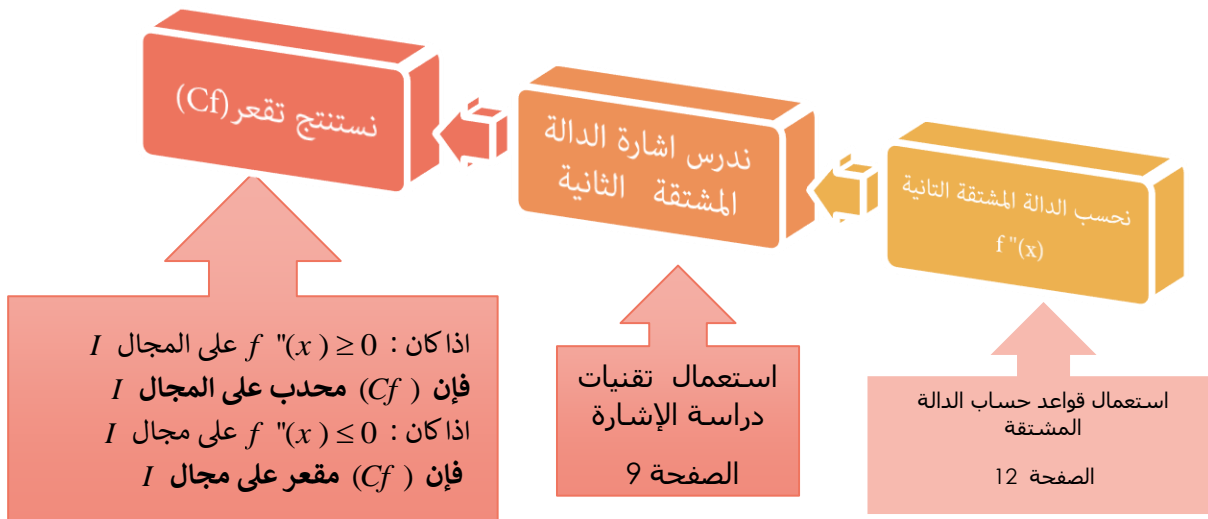 نحسب الدالة المشتقة التانية
f "(x)
ندرس اشارة الدالة
المشتقة الثانية
نستنتج تقعر (Cf)
استعمال قواعد حساب الدالة
المشتقة
الصفحة 12
استعمال تقنيات
دراسة الإشارة
الصفحة 9
اذا كان : f "(x) ≥ 0 على المجال I
فإن (Cf) محدب على المجال I
اذا كان : f "(x) ≤ 0 على مجال I
فإن (Cf) مقعر على مجال I